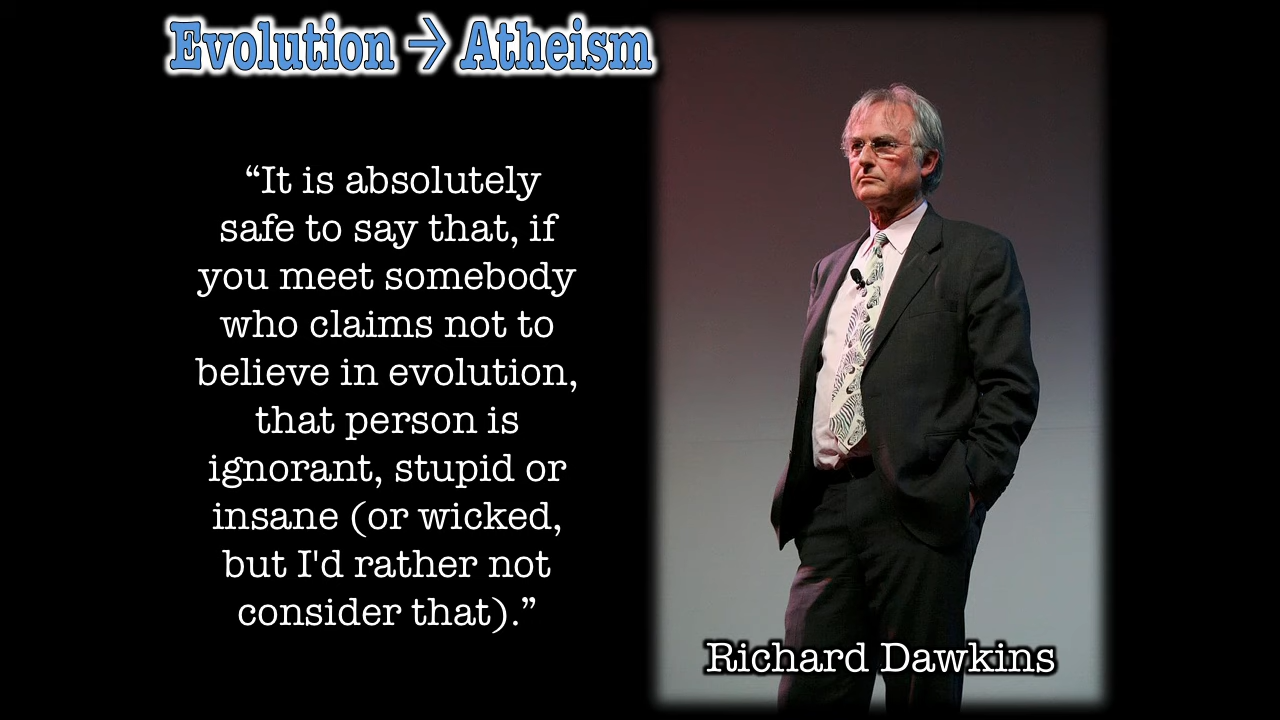 Evolution → Atheism
“It is absolutely
safe to say that, if
you meet somebody
who claims not to
believe in evolution,
that person is
ignorant, stupid or
insane (or wicked,
but I'd rather not
consider that).”
Richard Dawkins